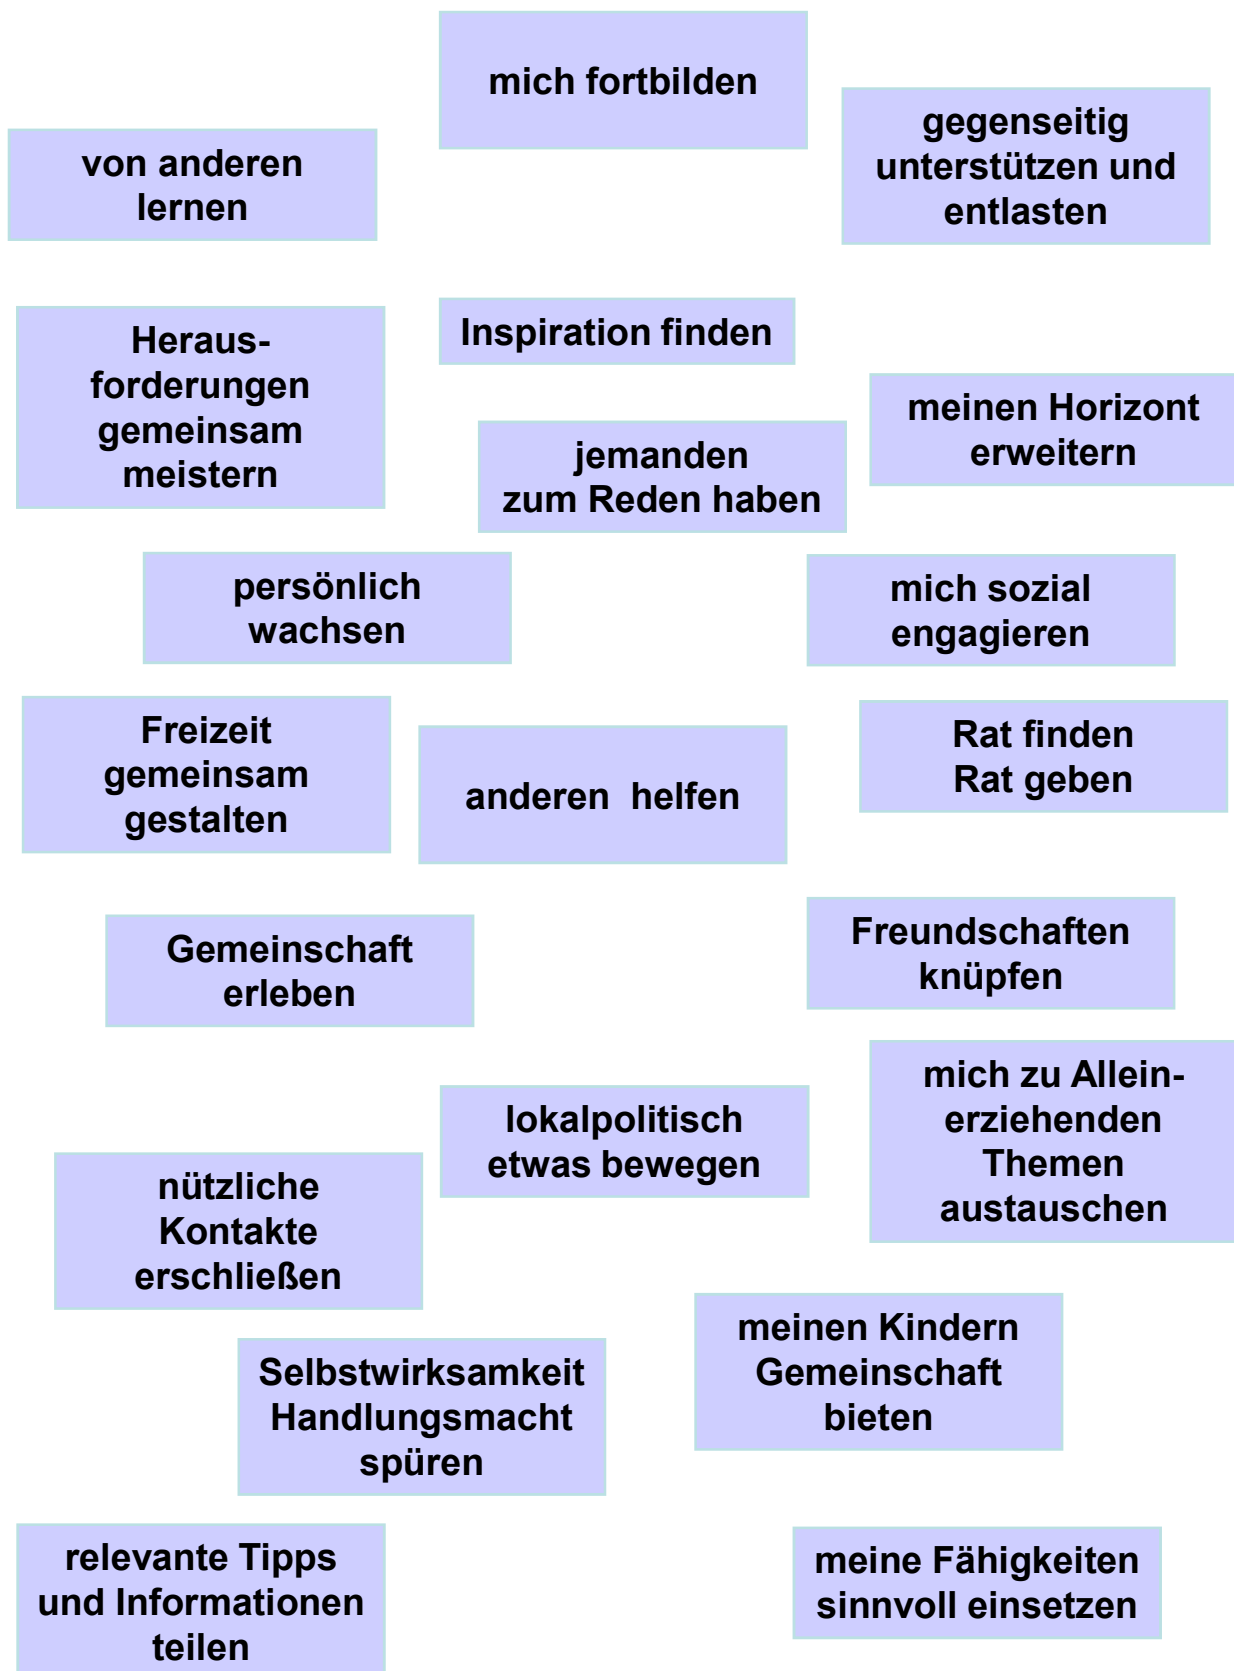 mich fortbilden
gegenseitig
unterstützen und
entlasten
von anderen
lernen
Inspiration finden
Heraus-
forderungen
gemeinsam
meistern
meinen Horizont
erweitern
jemanden
zum Reden haben
persönlich
wachsen
mich sozial
engagieren
Freizeit
gemeinsam
gestalten
anderen  helfen
Rat finden
Rat geben
Gemeinschaft
erleben
Freundschaften
knüpfen
mich zu Allein-
erziehenden
Themen
austauschen
lokalpolitisch
etwas bewegen
nützliche
Kontakte
erschließen
meinen Kindern
Gemeinschaft
bieten
Selbstwirksamkeit
Handlungsmacht
spüren
relevante Tipps
und Informationen
teilen
meine Fähigkeiten
sinnvoll einsetzen